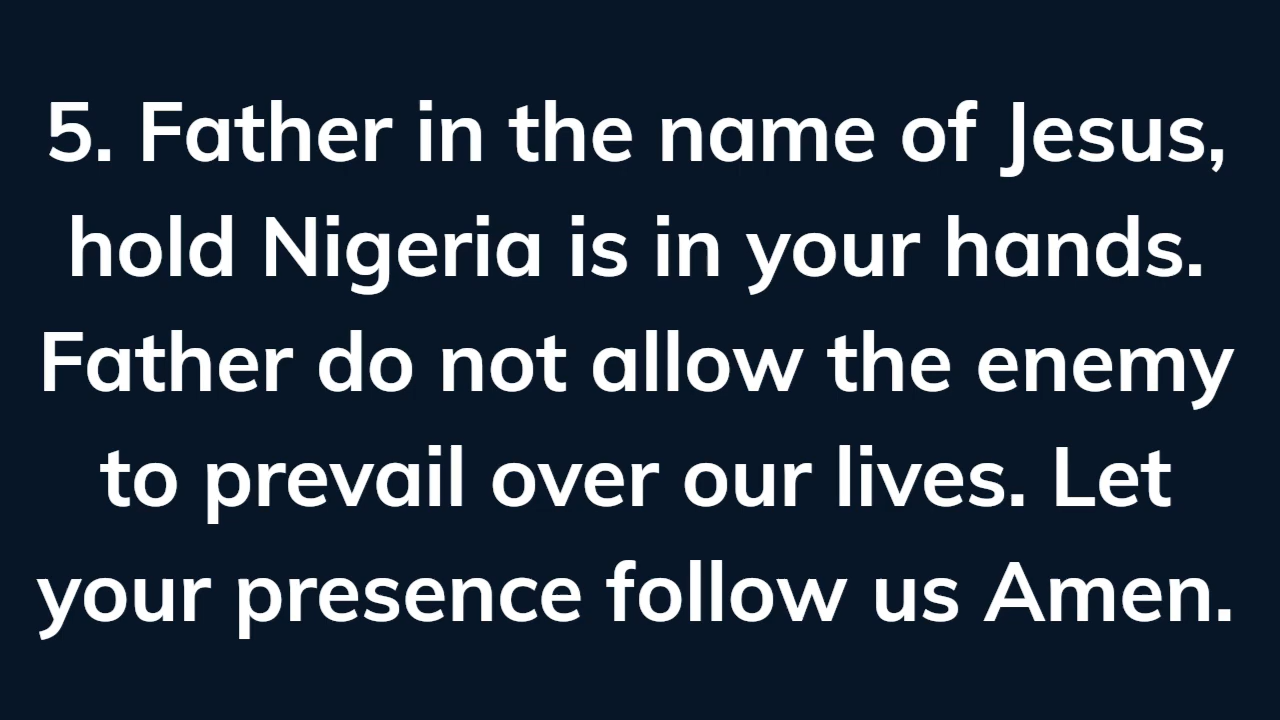 5. Father in the name of Jesus,
hold Nigeria is in your hands.
Father do not allow the enemy
to prevail over our lives. Let
your presence follow us Amen.